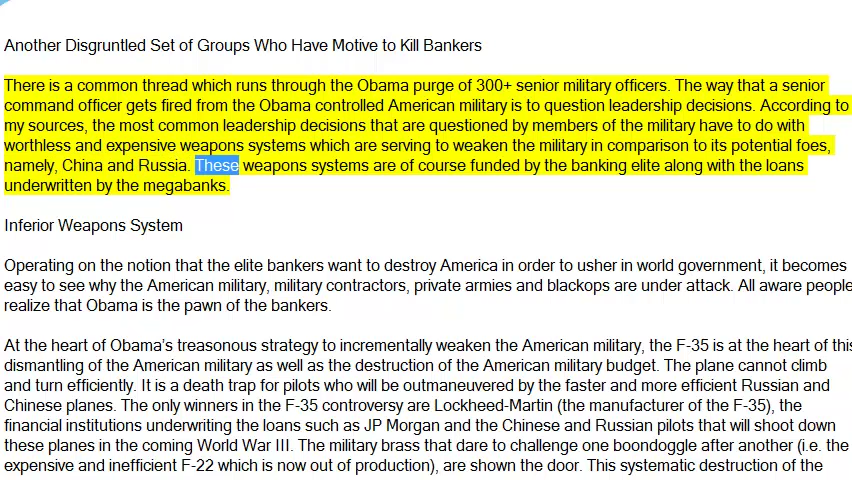 Another Disgruntled Set of Groups Who Have Motive to Kill Bankers
There is a common thread which runs through the Obama purge of 300+ senior military officers. The way that a senior
command officer gets fired from the Obama controlled American military is to question leadership decisions. According to
my sources, the most common leadership decisions that are questioned by members of the military have to do with
worthless and expensive weapons systems which are serving to weaken the military in comparison to its potential foes,
namely, China and Russia. These weapons systems are of course funded by the banking elite along with the loans
underwritten by the megabanks.
Inferior Weapons System
Operating on the notion that the elite bankers want to destroy America in order to usher in world government, it becomes
easy to see why the American military, military contractors, private armies and blackops are under attack. All aware people
realize that Obama is the pawn of the bankers.
At the heart of Obama’s treasonous strategy to incrementally weaken the American military, the F-35 is at the heart of this
dismantling of the American military as well as the destruction of the American military budget. The plane cannot climb
and turn efficiently. It is a death trap for pilots who will be outmaneuvered by the faster and more efficient Russian and
Chinese planes. The only winners in the F-35 controversy are Lockheed-Martin (the manufacturer of the F-35), the
financial institutions underwriting the loans such as JP Morgan and the Chinese and Russian pilots that will shoot down
these planes in the coming World War III. The military brass that dare to challenge one boondoggle after another (i.e. the
expensive and inefficient F-22 which is now out of production), are shown the door. This systematic destruction of the